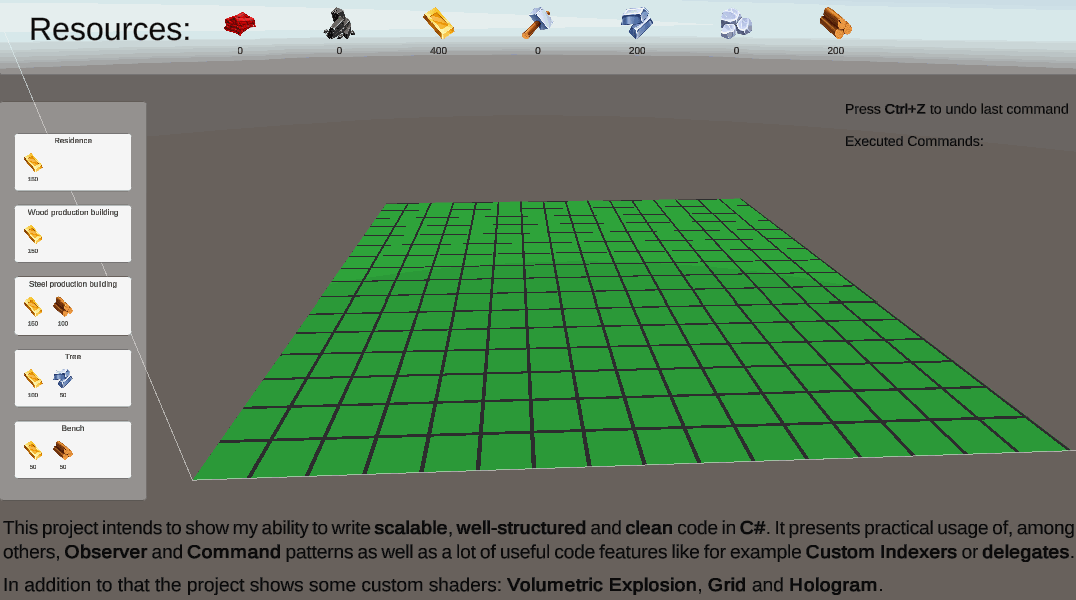 Resources:
0 0 400 0 200 0 200
Press Ctrl+Z to undo last command
Executed Commands:
Residence
150
Wood production building
150
Steel production building
150 100
Tree
100 50
Bench
50 50
This project intends to show my ability to write scalable, well-structured and clean code in C#. It presents practical usage of, among
others, Observer and Command patterns as well as a lot of useful code features like for example Custom Indexers or delegates.
In addition to that the project shows some custom shaders: Volumetric Explosion, Grid and Hologram.